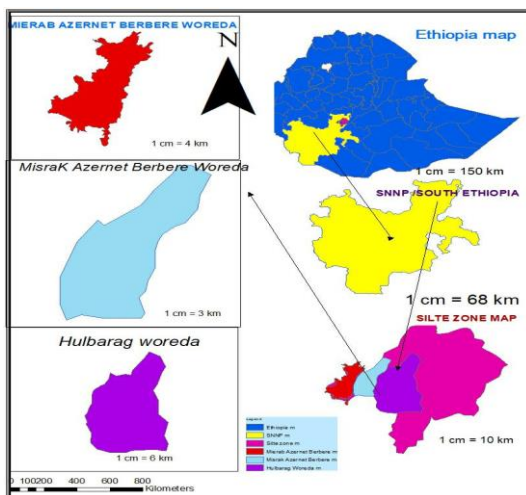 MIERAB AZERNET BERBERE WOREDA
N
1 cm = 4 km
MisraK Azernet Berbere Woreda
1 cm = 3 km
Hulbarag woreda
1 cm = 6 km
0 100200 400 600 800
Kilometers
Ethiopia map
1 cm = 150 km
SNNP /SOUTH ETHIOPIA
1 cm = 68 km
SILTE ZONE MAP
1 cm = 10 km
Ethiopia m
SNNP m
Silte zone m
Mierab Azernet Berbere m
Misrak Azernet Berbere m
Hulbarag Woreda m